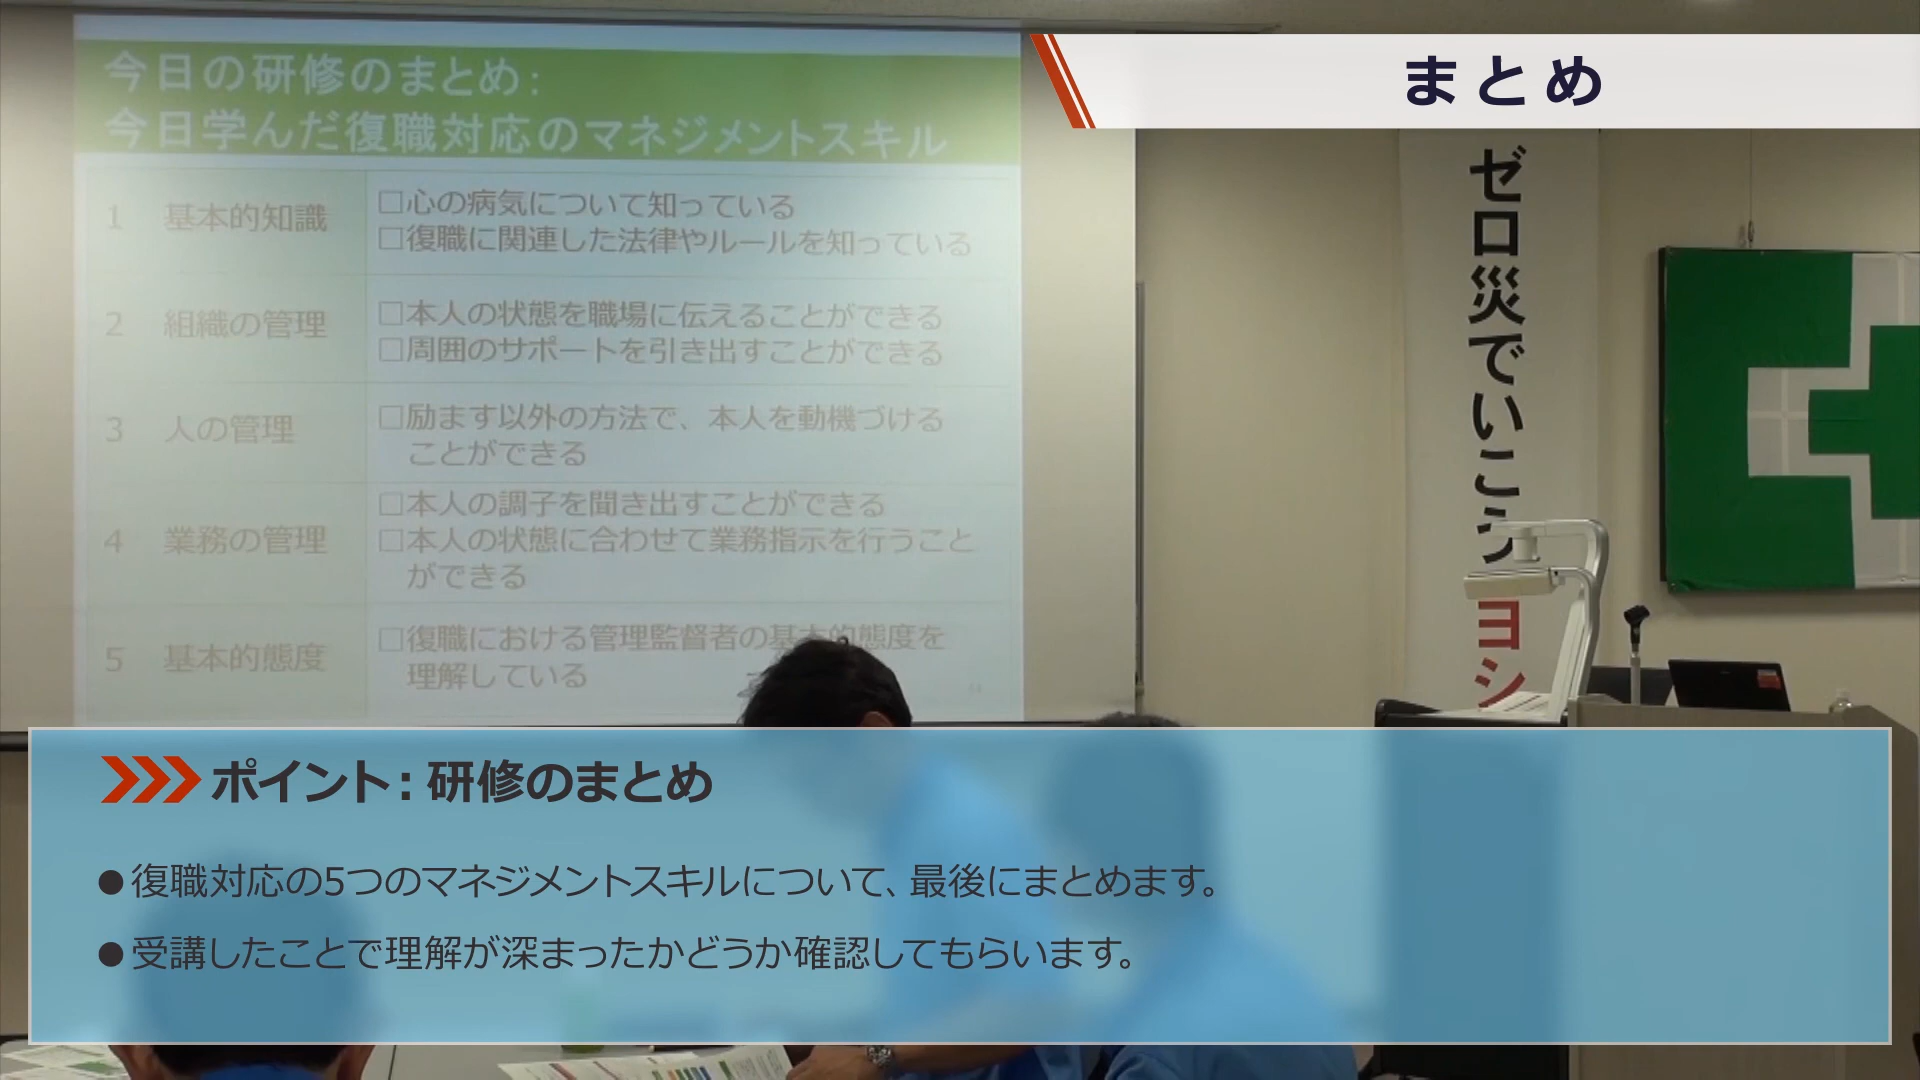 今日の研修のまとめ：
今日学んだ復職対応のマネジメントスキル
1 基本的知識
□心の病気について知っている
□復職に関連した法律やルールを知っている
2 組織の管理
□本人の状態を職場に伝えることができる
□周囲のサポートを引き出すことができる
3 人の管理
□励ます以外の方法で、本人を動機づける
ことができる
4 業務の管理
□本人の調子を聞き出すことができる
□本人の状態に合わせて業務指示を行うこと
ができる
5 基本的態度
□復職における管理監督者の基本的態度を
理解している
まとめ
ゼロ災でいこうヨシ
ポイント：研修のまとめ
●復職対応の5つのマネジメントスキルについて、最後にまとめます。
●受講したことで理解が深まったかどうか確認してもらいます。